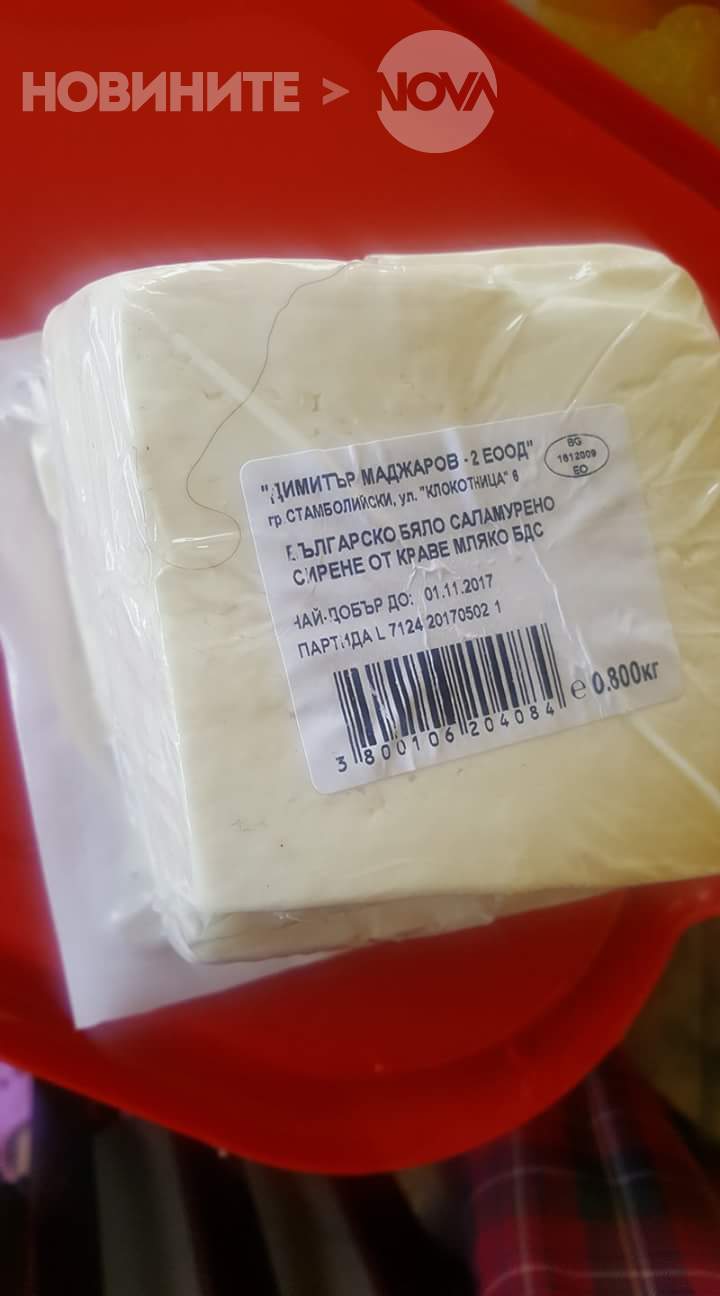 НОВИНИТЕ > NOVA
"ДИМИТЪР МАДЖАРОВ - 2 ЕООД"
гр. СТАМБОЛИЙСКИ, ул. "КЛОКОТНИЦА" 6
BG
1612009
EO
БЪЛГАРСКО БЯЛО САЛАМУРЕНО
СИРЕНЕ ОТ КРАВЕ МЛЯКО БДС
НАЙ-ДОБЪР ДО: 01.11.2017
ПАРТИДА L 7124 20170502 1
3 800106 204084
e 0.800кг